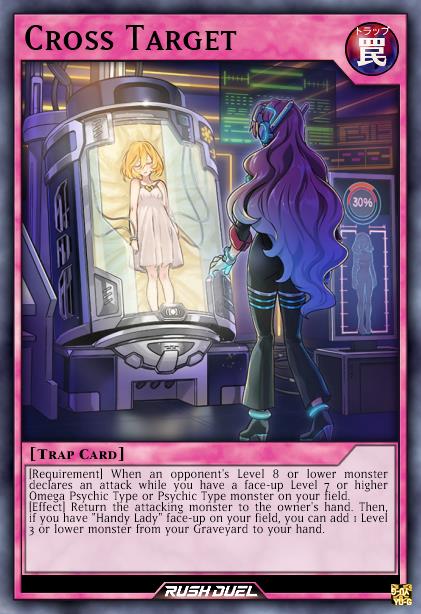 Cross Target
トラップ
罠
30%
[Trap Card]
[Requirement] When an opponent's Level 8 or lower monster
declares an attack while you have a face-up Level 7 or higher
Omega Psychic Type or Psychic Type monster on your field.
[Effect] Return the attacking monster to the owner's hand. Then,
if you have "Handy Lady" face-up on your field, you can add 1 Level
3 or lower monster from your Graveyard to your hand.
RUSH DUEL